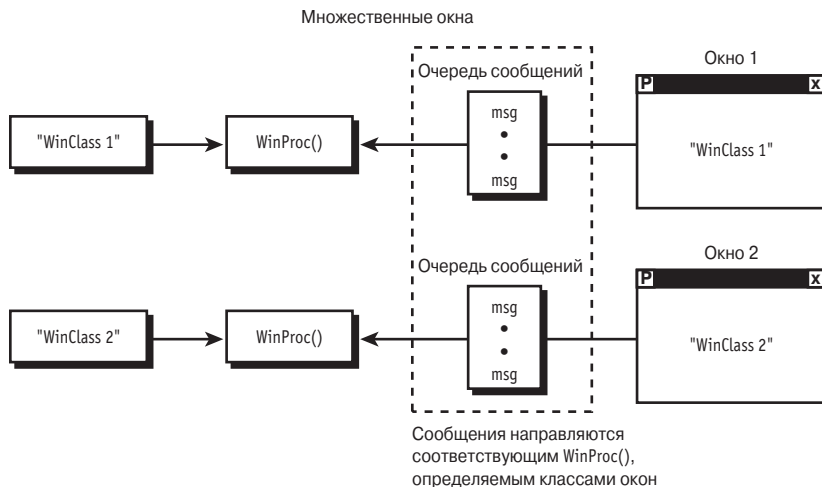 Множественные окна
Очередь сообщений
Окно 1
P
x
"WinClass 1"
WinProc()
msg
msg
"WinClass 1"
Очередь сообщений
Окно 2
P
x
"WinClass 2"
WinProc()
msg
msg
"WinClass 2"
Сообщения направляются
соответствующим WinProc(),
определяемым классами окон